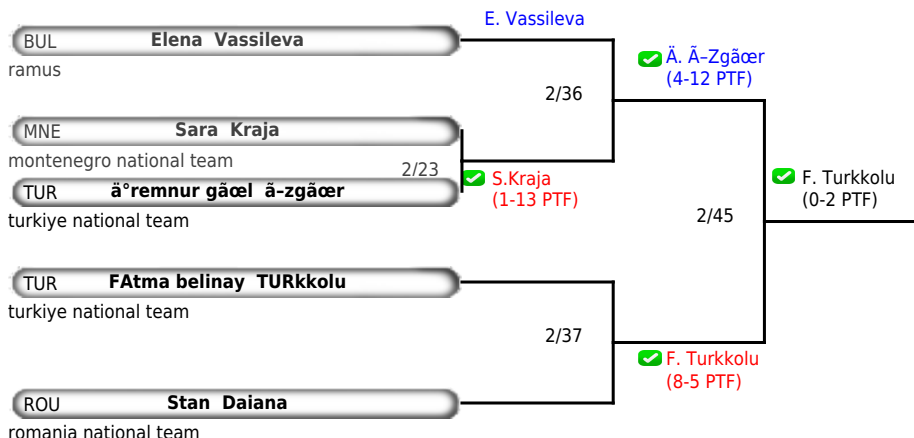 E. Vassileva
BUL Elena Vassileva
ramus
Ä. Ã–Zgãœr
(4-12 PTF)
2/36
MNE Sara Kraja
montenegro national team
2/23
S.Kraja
(1-13 PTF)
TUR ä°remnur gãœl ã–zgãœr
turkiye national team
F. Turkkolu
(0-2 PTF)
2/45
TUR FAtma belinay TURkkolu
turkiye national team
2/37
F. Turkkolu
(8-5 PTF)
ROU Stan Daiana
romania national team